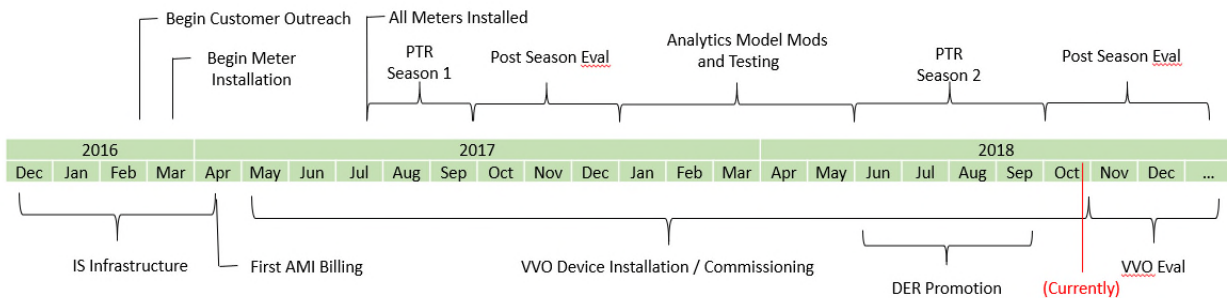 Begin Customer Outreach
All Meters Installed
Begin Meter
Installation
PTR
Season 1
Post Season Eval
Analytics Model Mods
and Testing
PTR
Season 2
Post Season Eval
2016 2017 2018
Dec Jan Feb Mar Apr May Jun Jul Aug Sep Oct Nov Dec Jan Feb Mar Apr May Jun Jul Aug Sep Oct Nov Dec ...
IS Infrastructure
First AMI Billing
VVO Device Installation / Commissioning
DER Promotion
(Currently)
VVO Eval